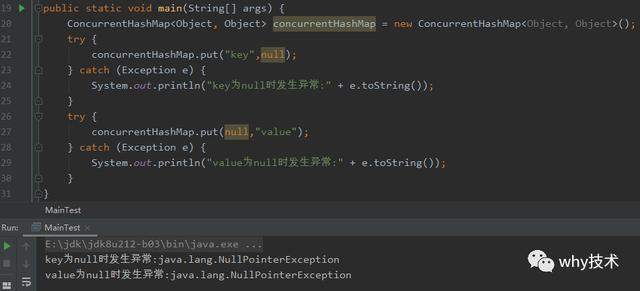 19 public static void main(String[] args) {
20 ConcurrentHashMap<Object, Object> concurrentHashMap = new ConcurrentHashMap<Object, Object>();
21 try {
22 concurrentHashMap.put("key",null);
23 } catch (Exception e) {
24 System.out.println("key为null时发生异常:" + e.toString());
25 }
26 try {
27 concurrentHashMap.put(null,"value");
28 } catch (Exception e) {
29 System.out.println("value为null时发生异常:" + e.toString());
30 }
31 }
MainTest
Run: MainTest
E:\jdk\jdk8u212-b03\bin\java.exe ...
key为null时发生异常:java.lang.NullPointerException
value为null时发生异常:java.lang.NullPointerException
why技术